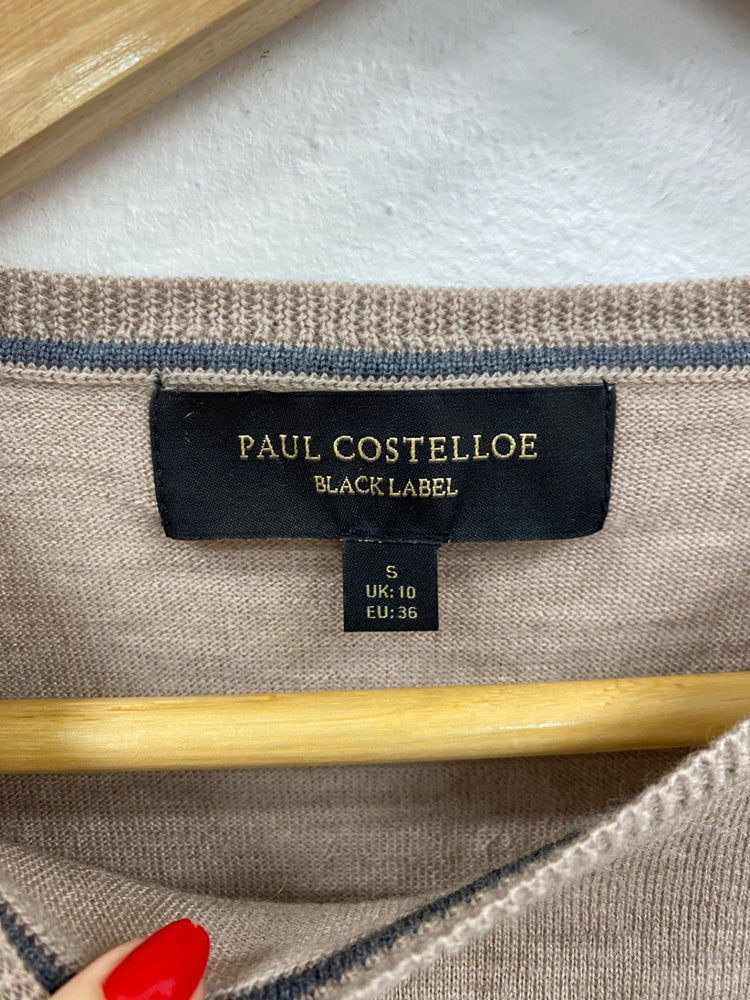 PAUL COSTELLOE
BLACK LABEL
S
UK: 10
EU: 36